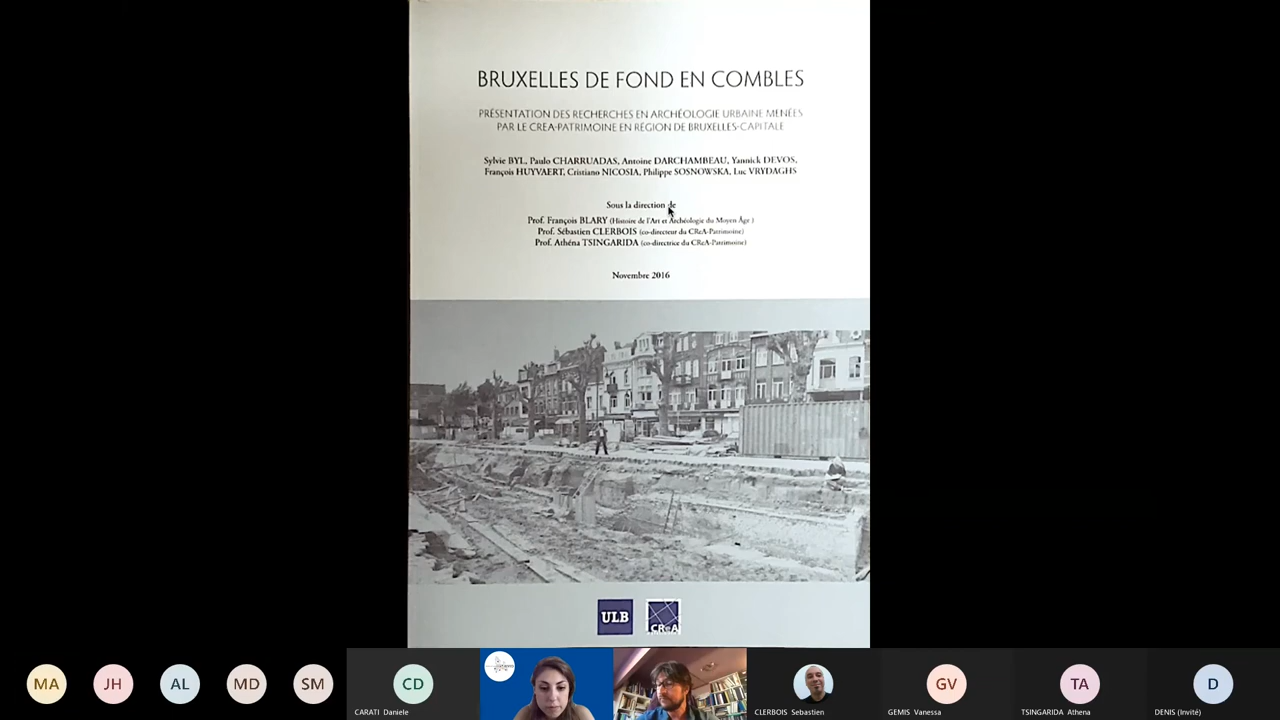 BRUXELLES DE FOND EN COMBLES
PRÉSENTATION DES RECHERCHES EN ARCHÉOLOGIE URBAINE MENÉES
PAR LE CREA-PATRIMOINE EN RÉGION DE BRUXELLES-CAPITALE
Sylvie BYL, Paulo CHARRUADAS, Antoine DARCHAMBEAU, Yannick DEVOS,
François HUYVAERT, Cristiano NICOSIA, Philippe SOSNOWSKA, Luc VRYDAGHS
Sous la direction de
Prof. François BLARY (Histoire de l'Art et Archéologie du Moyen Âge )
Prof. Sébastien CLERBOIS (co-directeur du CReA-Patrimoine)
Prof. Athéna TSINGARIDA (co-directrice du CReA-Patrimoine)
Novembre 2016
ULB
CReA
MA
JH
AL
MD
SM
CD
GV
TA
D
CARATI Daniele
CLERBOIS Sebastien
GEMIS Vanessa
TSINGARIDA Athena
DENIS (Invité)